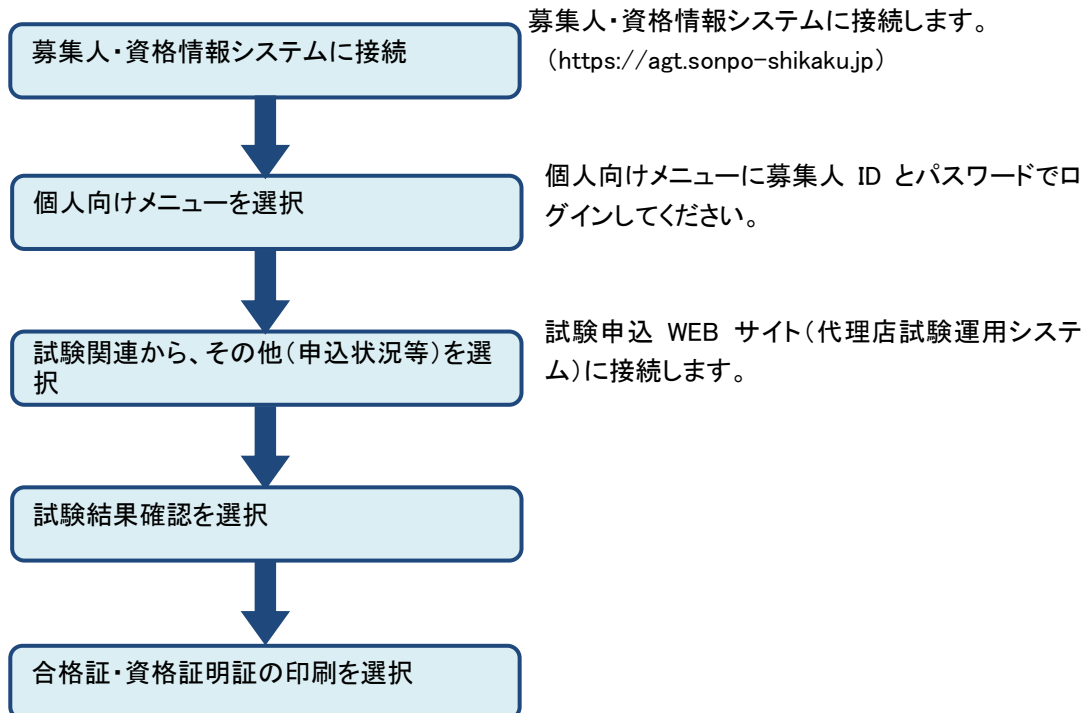 募集人・資格情報システムに接続
募集人・資格情報システムに接続します。
（https://agt.sonpo-shikaku.jp）
個人向けメニューを選択
個人向けメニューに募集人 ID とパスワードでロ
グインしてください。
試験関連から、その他（申込状況等）を選
択
試験申込 WEB サイト（代理店試験運用システ
ム）に接続します。
試験結果確認を選択
合格証・資格証明証の印刷を選択